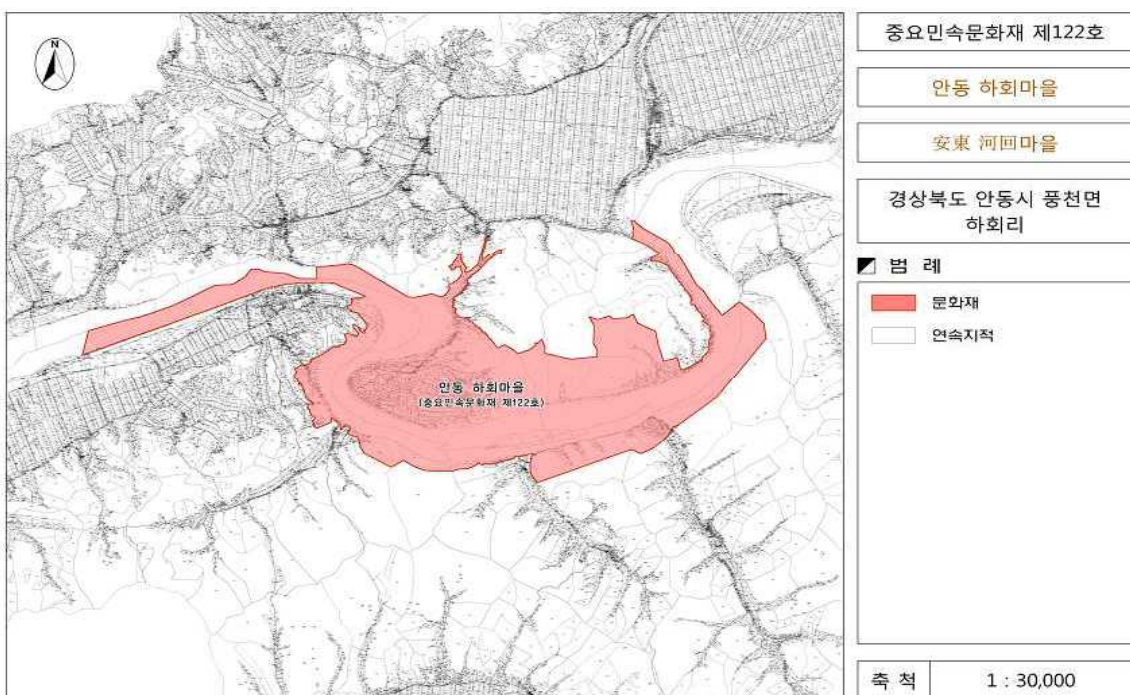 N
중요민속문화재 제122호
안동 하회마을
安東 河回마을
경상북도 안동시 풍천면
하회리
범 례
문화재
연속지적
안동 하회마을
(중요민속문화재 제122호)
축 척
1 : 30,000